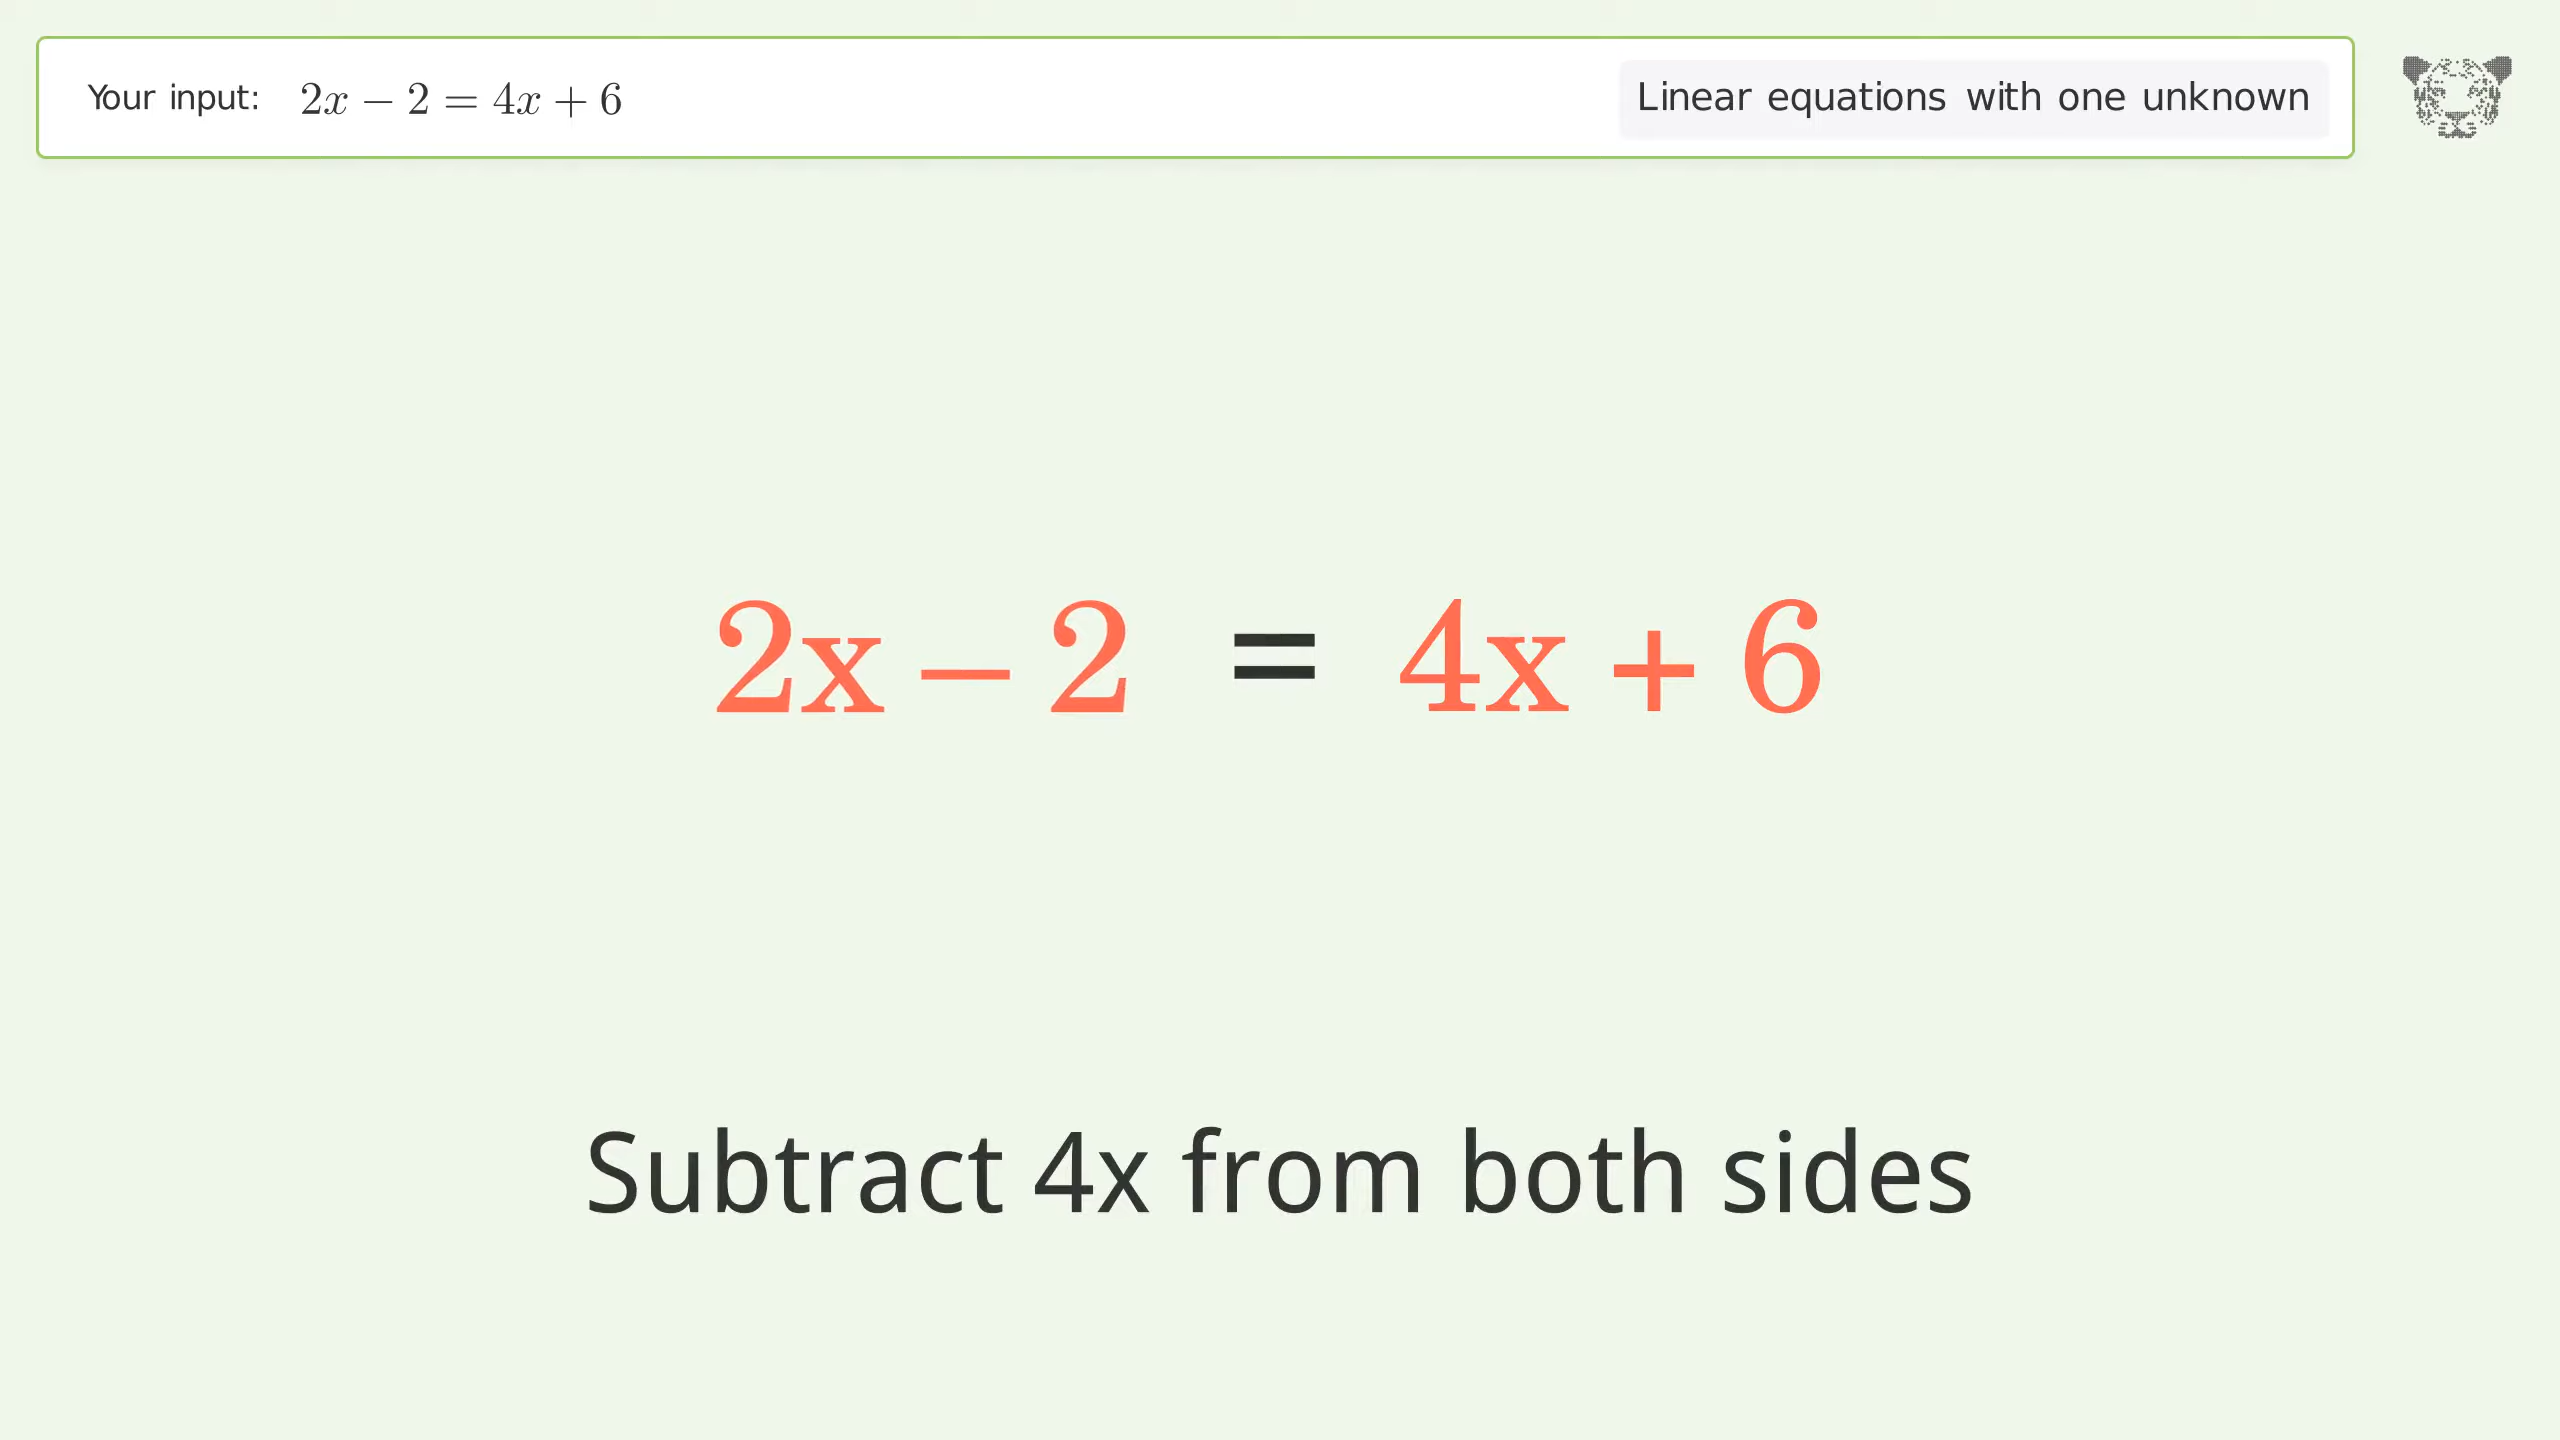 Your input: 2x − 2 = 4x + 6
Linear equations with one unknown
2x − 2 = 4x + 6
Subtract 4x from both sides